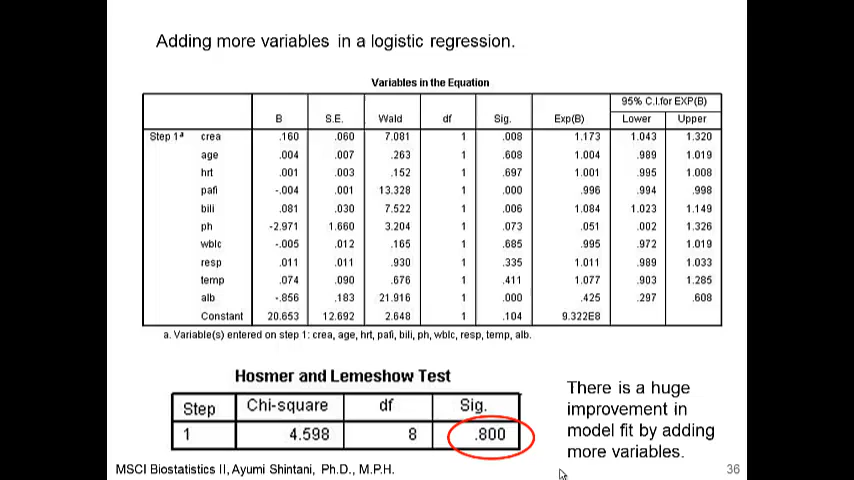 Adding more variables in a logistic regression.
Variables in the Equation
95% C.I.for EXP(B)
B S.E. Wald df Sig. Exp(B) Lower Upper
Step 1ª crea .160 .060 7.081 1 .008 1.173 1.043 1.320
age .004 .007 .263 1 .608 1.004 .989 1.019
hrt .001 .003 .152 1 .697 1.001 .995 1.008
pafi -.004 .001 13.328 1 .000 .996 .994 .998
bili .081 .030 7.522 1 .006 1.084 1.023 1.149
ph -2.971 1.660 3.204 1 .073 .051 .002 1.326
wblc -.005 .012 .165 1 .685 .995 .972 1.019
resp .011 .011 .930 1 .335 1.011 .989 1.033
temp .074 .090 .676 1 .411 1.077 .903 1.285
alb -.856 .183 21.916 1 .000 .425 .297 .608
Constant 20.653 12.692 2.648 1 .104 9.322E8
a. Variable(s) entered on step 1: crea, age, hrt, pafi, bili, ph, wblc, resp, temp, alb.
Hosmer and Lemeshow Test
Step Chi-square df Sig.
1 4.598 8 .800
There is a huge
improvement in
model fit by adding
more variables.
MSCI Biostatistics II, Ayumi Shintani, Ph.D., M.P.H.
36